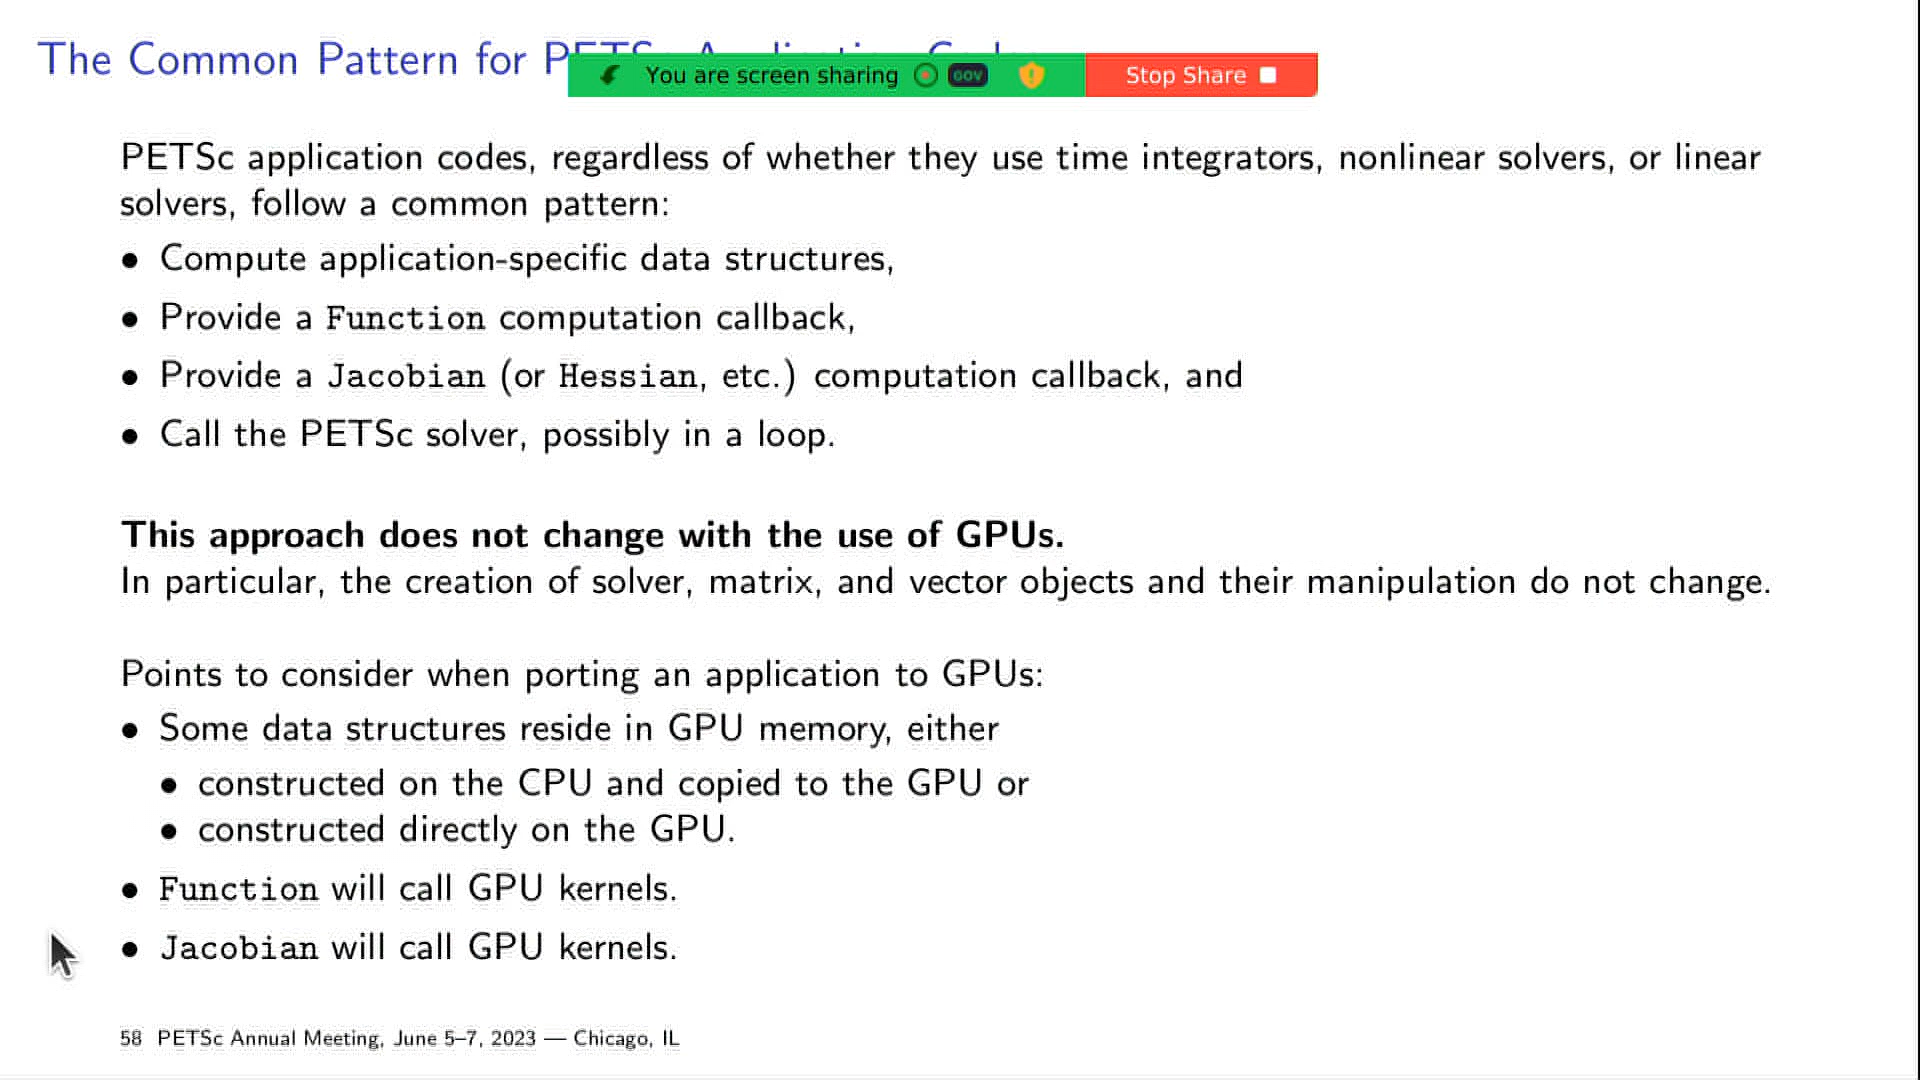 The Common Pattern for PETSc Application Codes
You are screen sharing GOV Stop Share
PETSc application codes, regardless of whether they use time integrators, nonlinear solvers, or linear
solvers, follow a common pattern:
• Compute application-specific data structures,
• Provide a Function computation callback,
• Provide a Jacobian (or Hessian, etc.) computation callback, and
• Call the PETSc solver, possibly in a loop.
This approach does not change with the use of GPUs.
In particular, the creation of solver, matrix, and vector objects and their manipulation do not change.
Points to consider when porting an application to GPUs:
• Some data structures reside in GPU memory, either
• constructed on the CPU and copied to the GPU or
• constructed directly on the GPU.
• Function will call GPU kernels.
• Jacobian will call GPU kernels.
58 PETSc Annual Meeting, June 5–7, 2023 — Chicago, IL